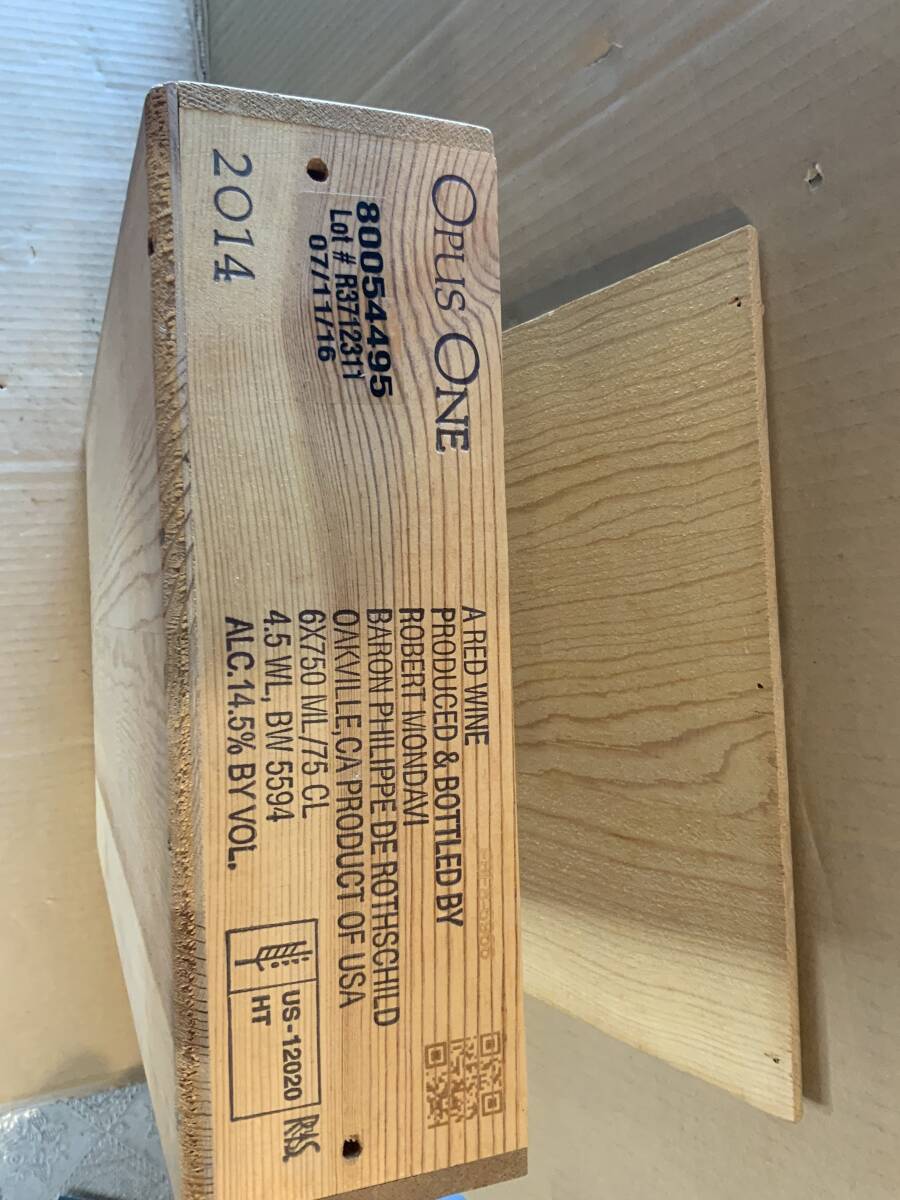 OPUS ONE
80054495
Lot # R3712311
07/11/16
2014
A RED WINE
PRODUCED & BOTTLED BY
ROBERT MONDAVI
BARON PHILIPPE DE ROTHSCHILD
OAKVILLE, CA PRODUCT OF USA
6X750 ML/75 CL
4.5 WL, BW 5594
ALC. 14.5% BY VOL.
US-12020
HT